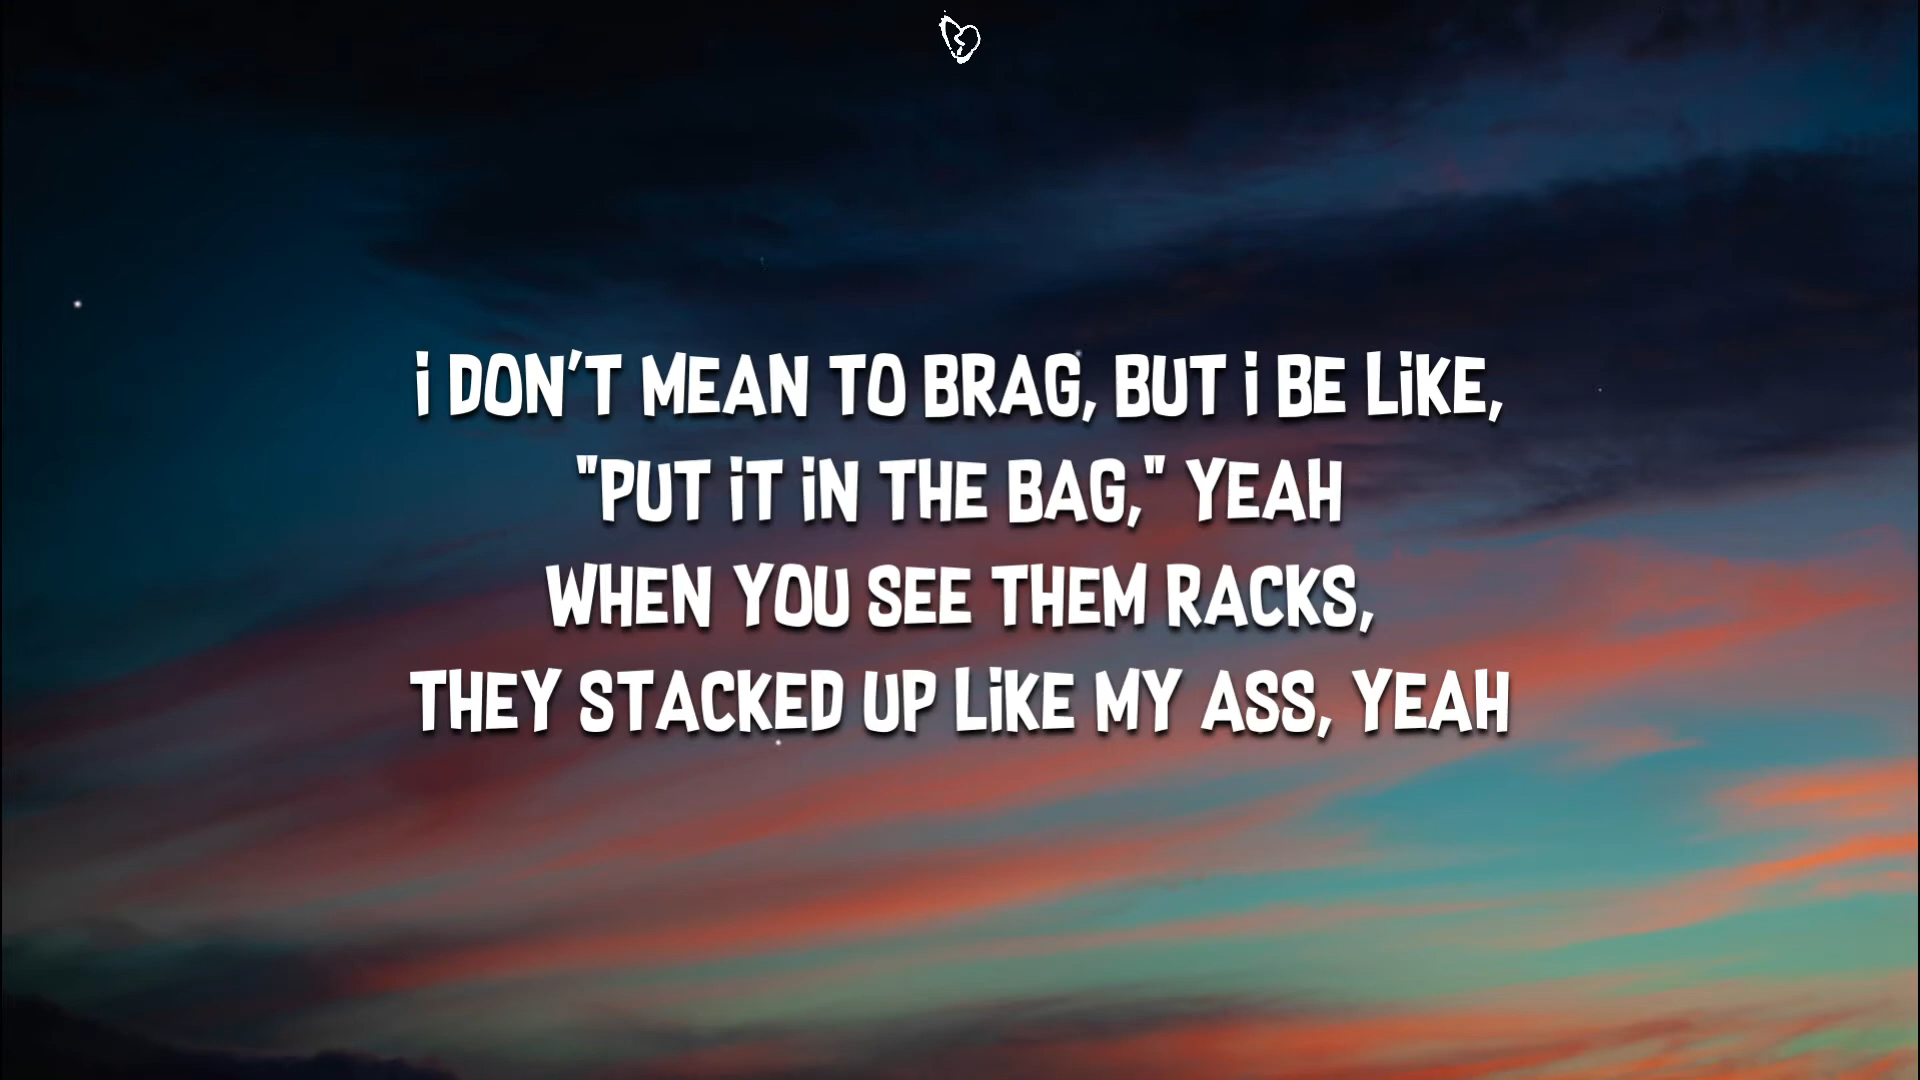 I DON'T MEAN TO BRAG, BUT I BE LIKE,
"PUT IT IN THE BAG," YEAH
WHEN YOU SEE THEM RACKS,
THEY STACKED UP LIKE MY ASS, YEAH